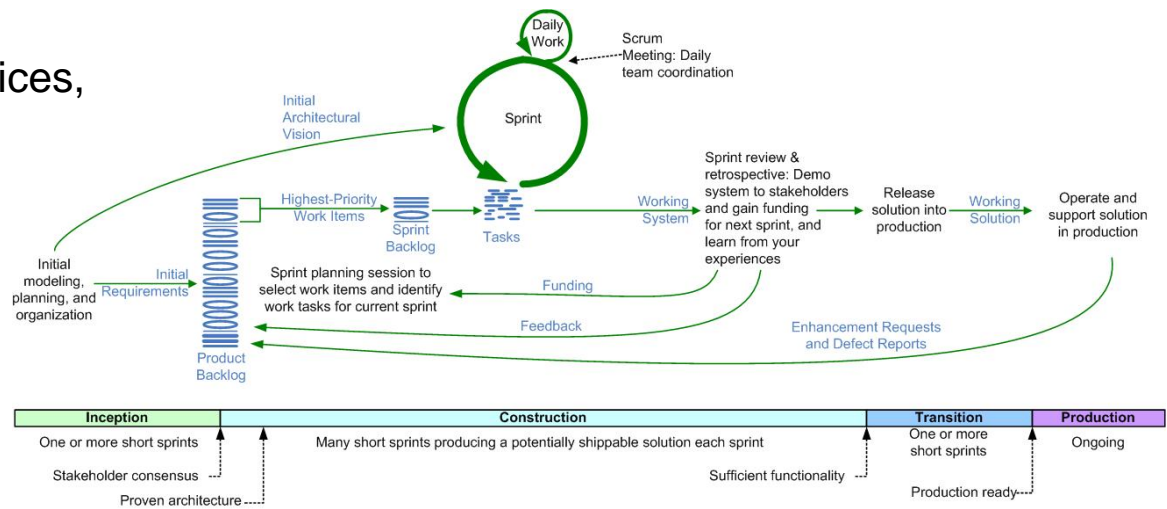 ices,
Daily
Work
Scrum
Meeting: Daily
team coordination
Initial
Architectural
Vision
Sprint
Highest-Priority
Work Items
Sprint
Backlog
Tasks
Working
System
Sprint review &
retrospective: Demo
system to stakeholders
and gain funding
for next sprint, and
learn from your
experiences
Release
solution into
production
Working
Solution
Operate and
support solution
in production
Initial
modeling,
planning, and
organization
Initial
Requirements
Sprint planning session to
select work items and identify
work tasks for current sprint
Funding
Feedback
Enhancement Requests
and Defect Reports
Product
Backlog
Inception
Construction
Transition
Production
One or more short sprints
Many short sprints producing a potentially shippable solution each sprint
One or more
short sprints
Ongoing
Stakeholder consensus
Sufficient functionality
Proven architecture
Production ready